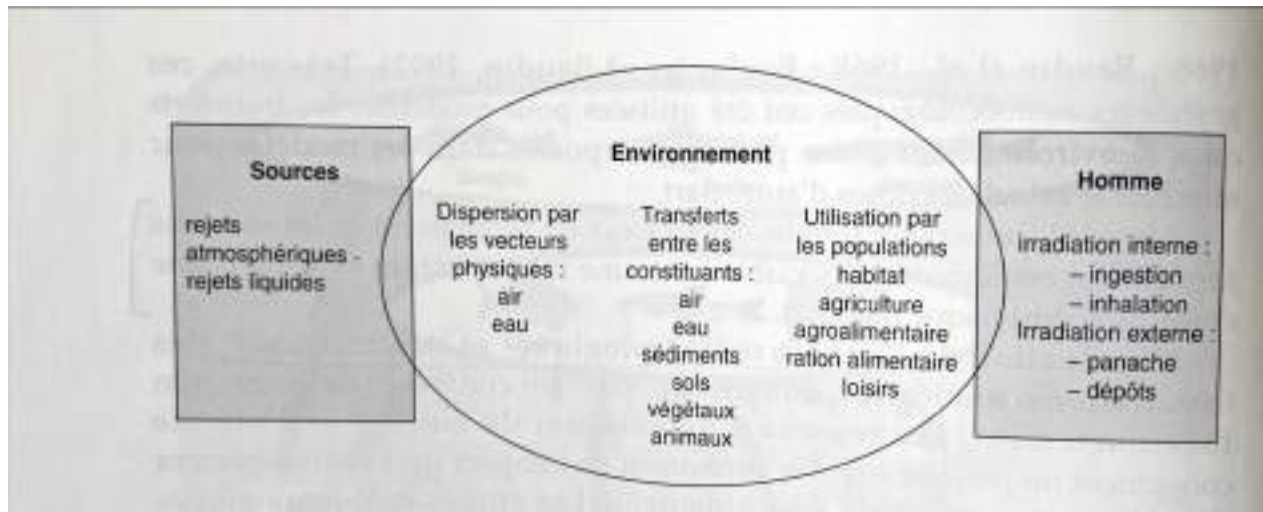 Sources
rejets
atmosphériques -
rejets liquides
Environnement
Dispersion par
les vecteurs
physiques :
air
eau
Transferts
entre les
constituants :
air
eau
sédiments
sols
végétaux
animaux
Utilisation par
les populations
habitat
agriculture
agroalimentaire
ration alimentaire
loisirs
Homme
irradiation interne :
– ingestion
– inhalation
Irradiation externe :
– panache
– dépôts